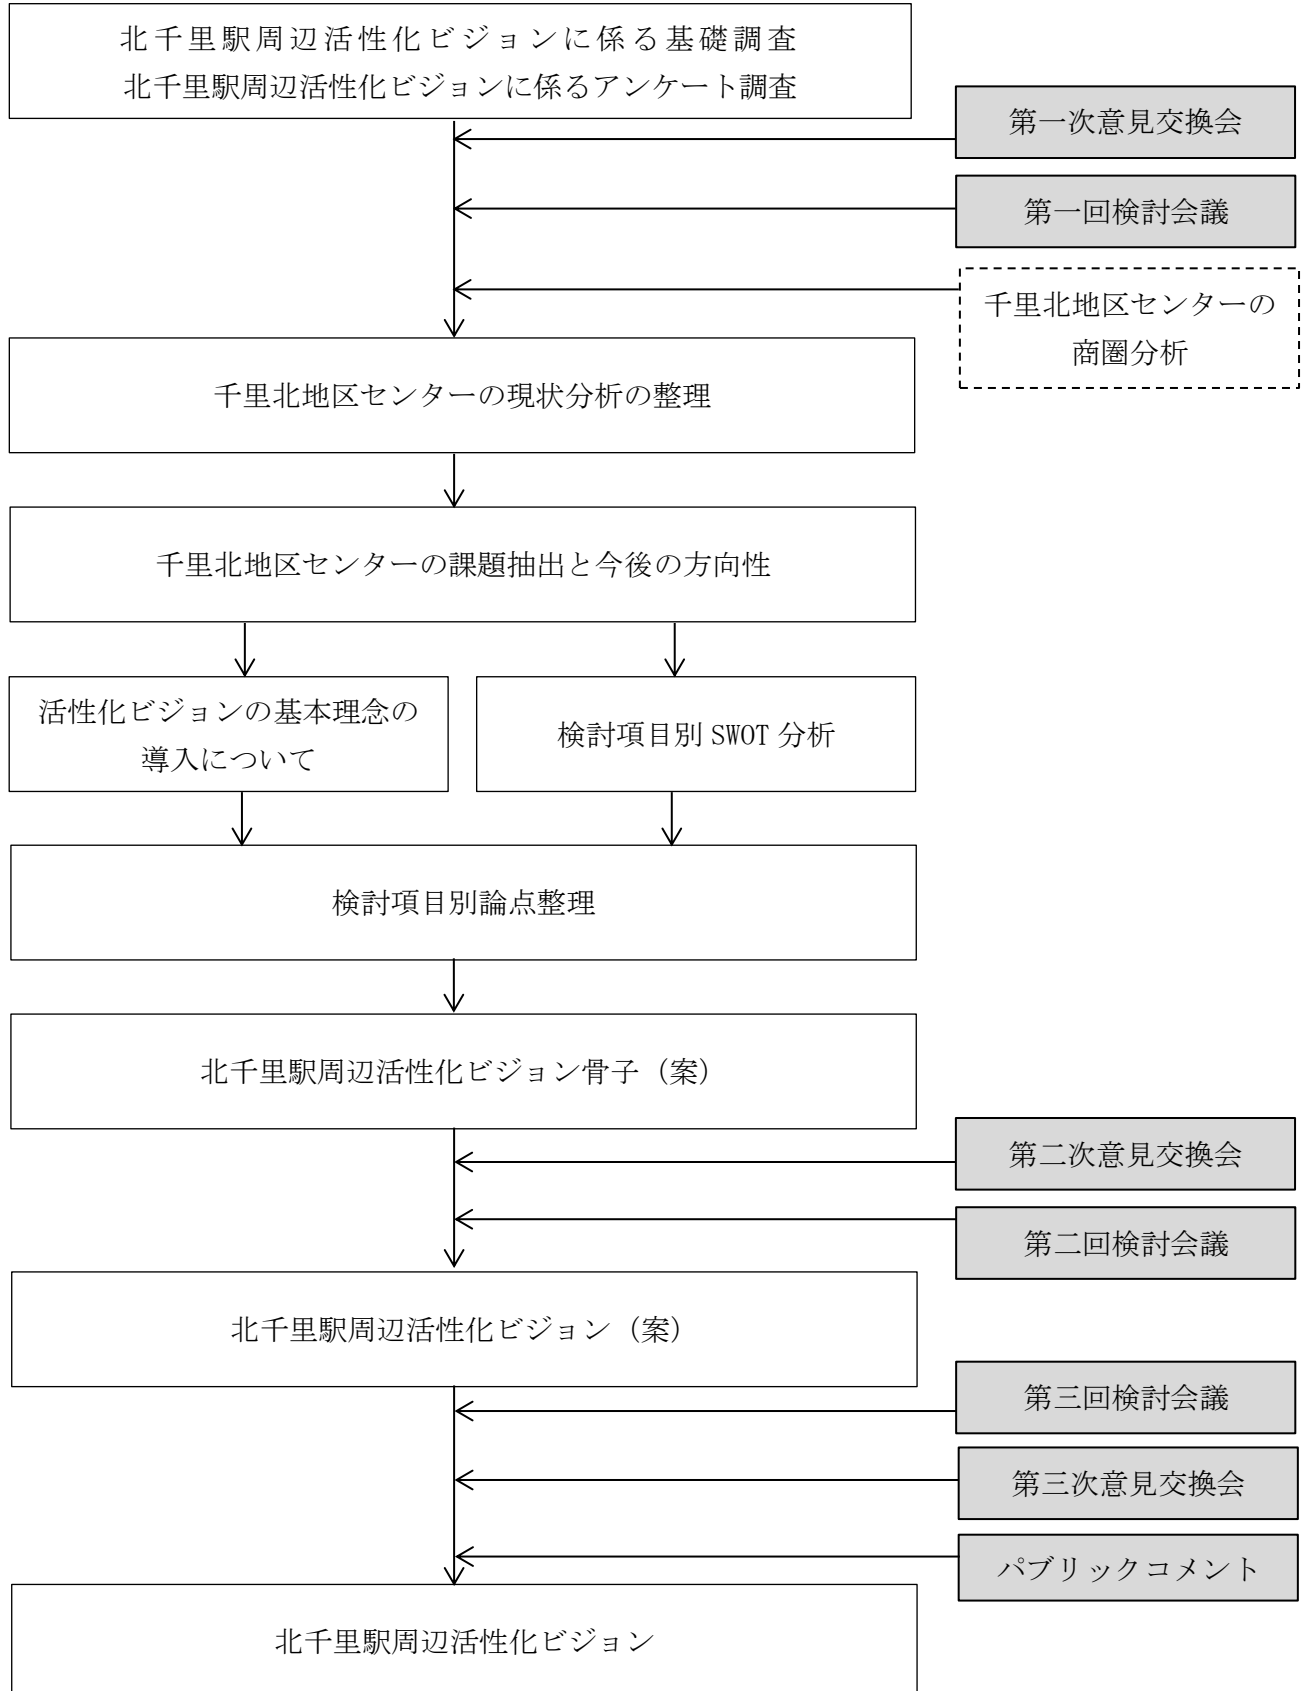 北千里駅周辺活性化ビジョンに係る基礎調査
北千里駅周辺活性化ビジョンに係るアンケート調査
第一次意見交換会
第一回検討会議
千里北地区センターの
商圏分析
千里北地区センターの現状分析の整理
千里北地区センターの課題抽出と今後の方向性
活性化ビジョンの基本理念の
導入について
検討項目別 SWOT 分析
検討項目別論点整理
北千里駅周辺活性化ビジョン骨子（案）
第二次意見交換会
第二回検討会議
北千里駅周辺活性化ビジョン（案）
第三回検討会議
第三次意見交換会
パブリックコメント
北千里駅周辺活性化ビジョン